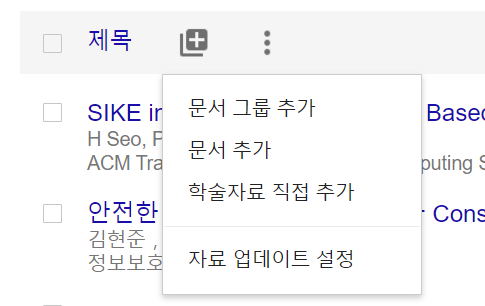 제목
문서 그룹 추가
SIKE in Based
H Seo, P
문서 추가
ACM Tra puting S
학술자료 직접 추가
안전한 Cons
김현준 ,
정보보호
자료 업데이트 설정